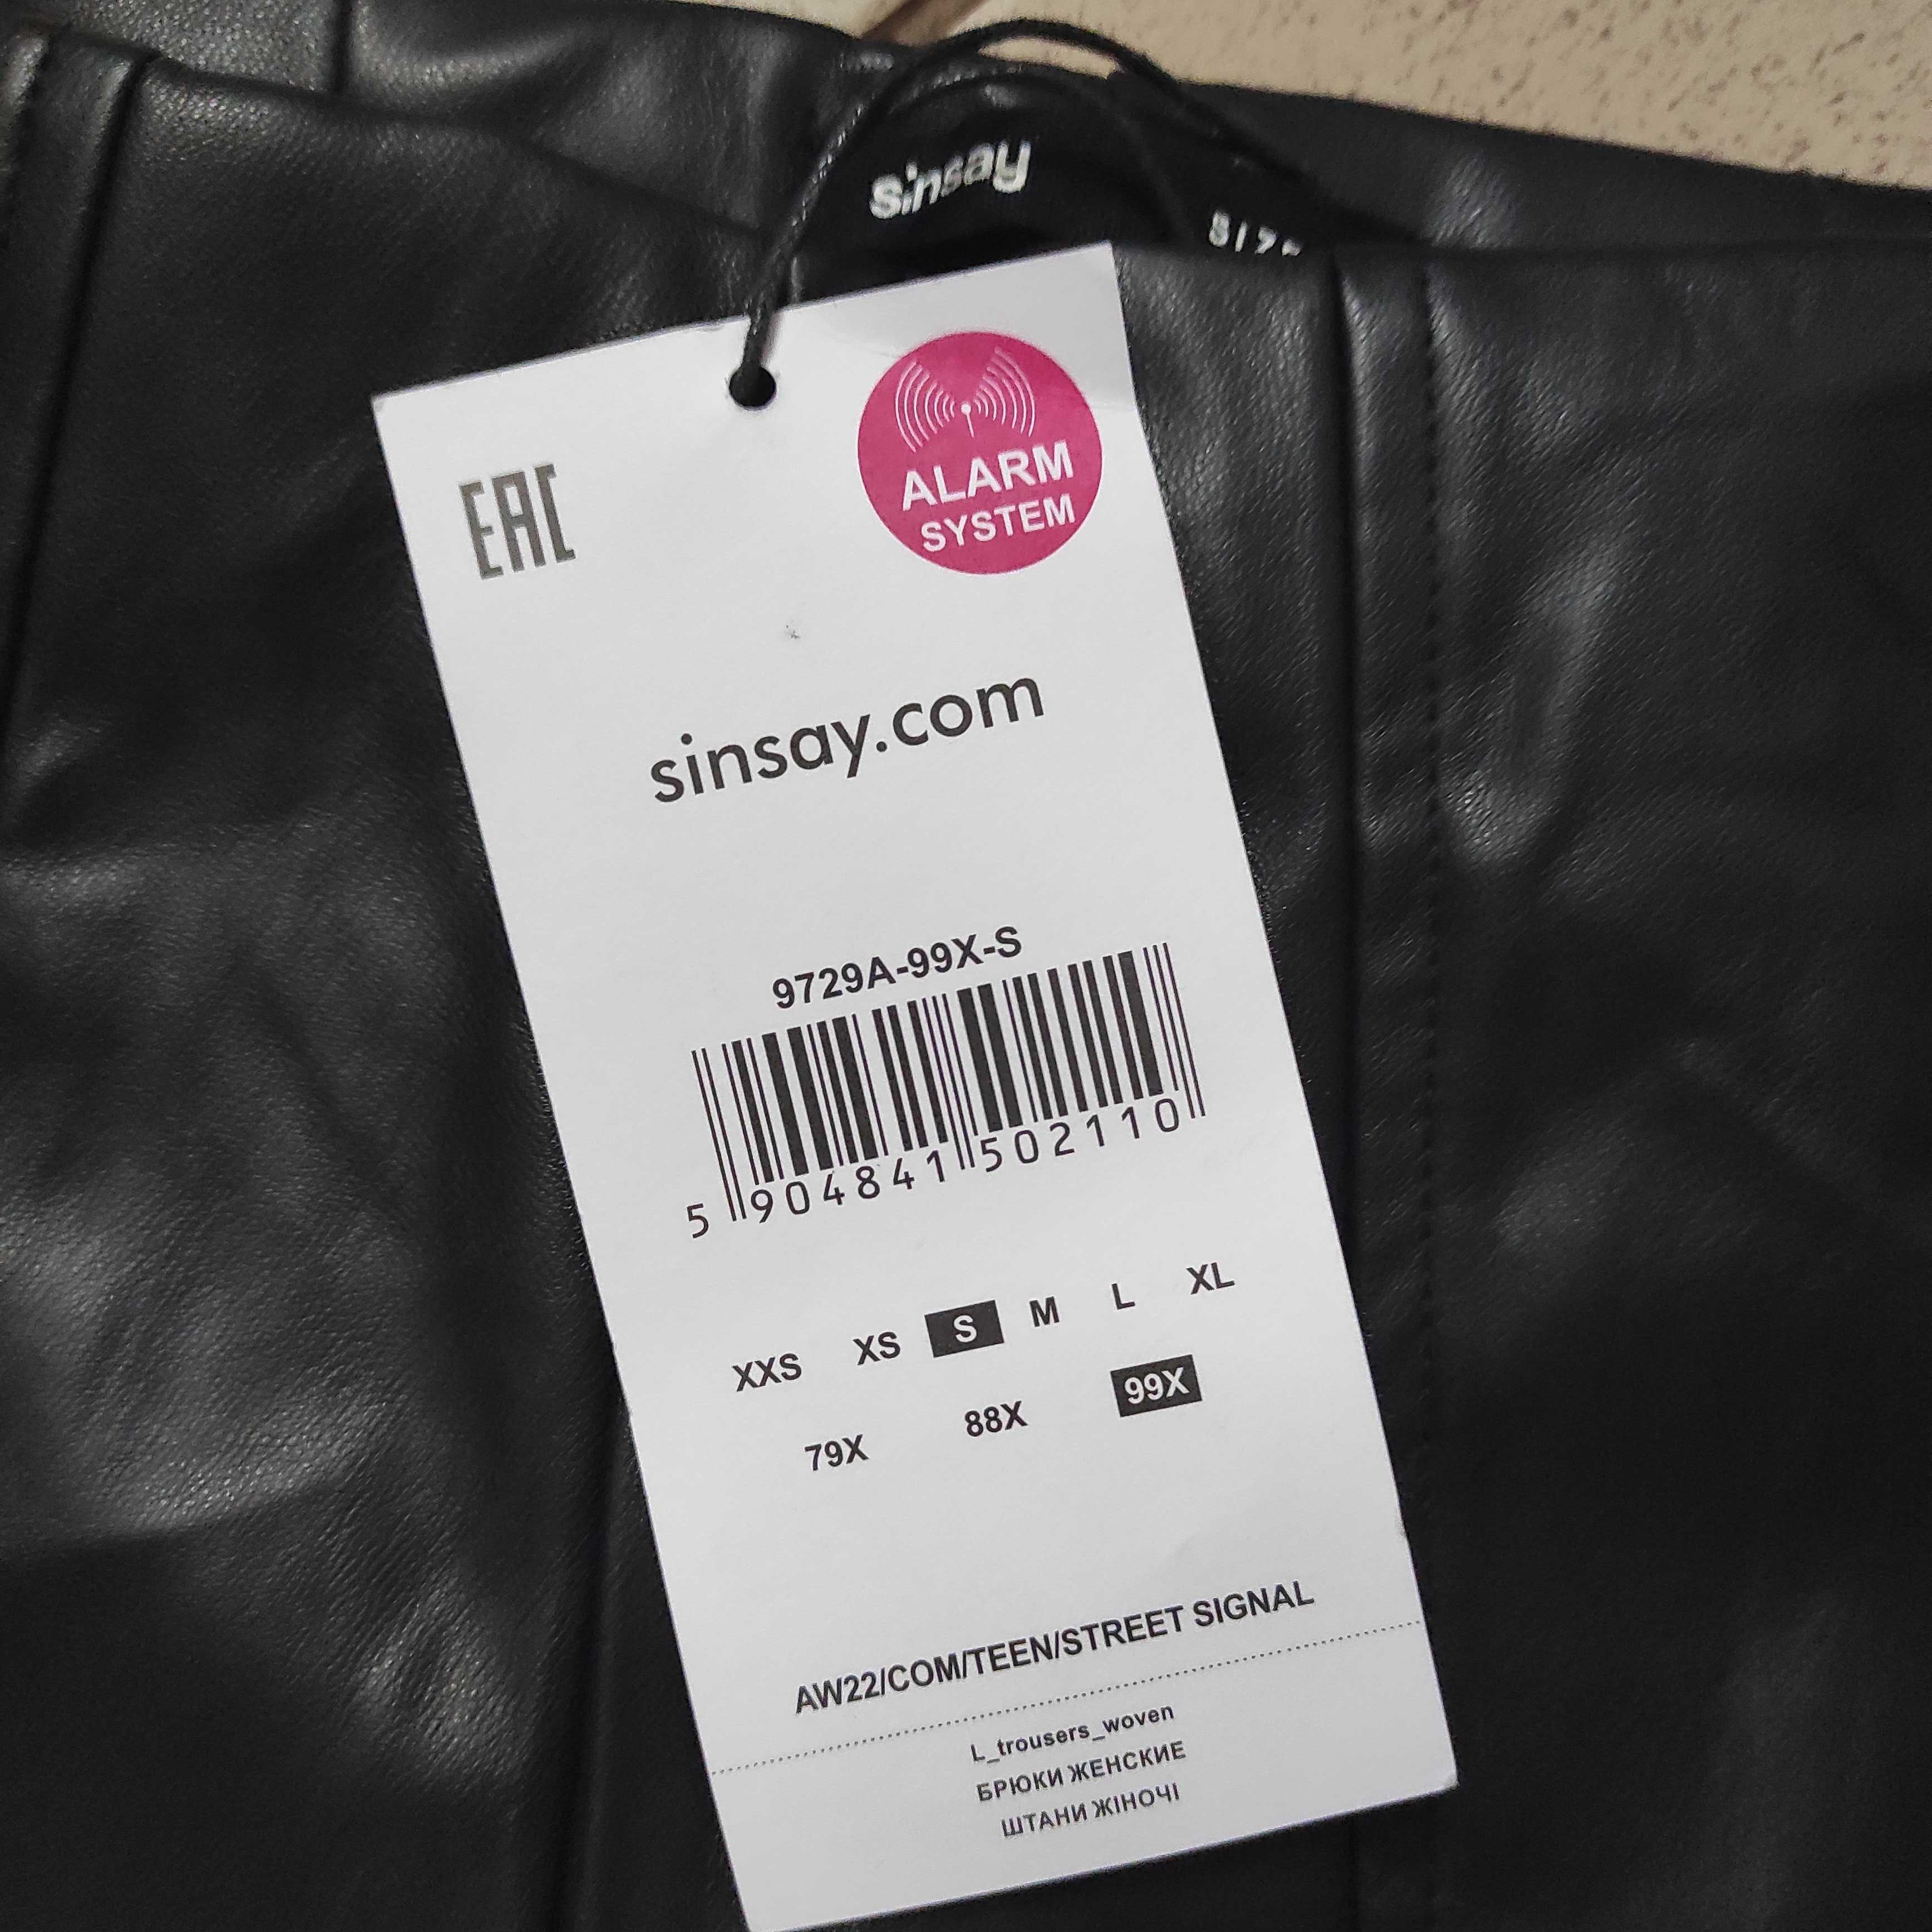 sinsay
EAC
ALARM
SYSTEM
sinsay.com
9729A-99X-S
5 904841 502110
XXS XS S M L XL
79X 88X 99X
AW22/COM/TEEN/STREET SIGNAL
L_trousers_woven
БРЮКИ ЖЕНСКИЕ
ШТАНИ ЖІНОЧІ